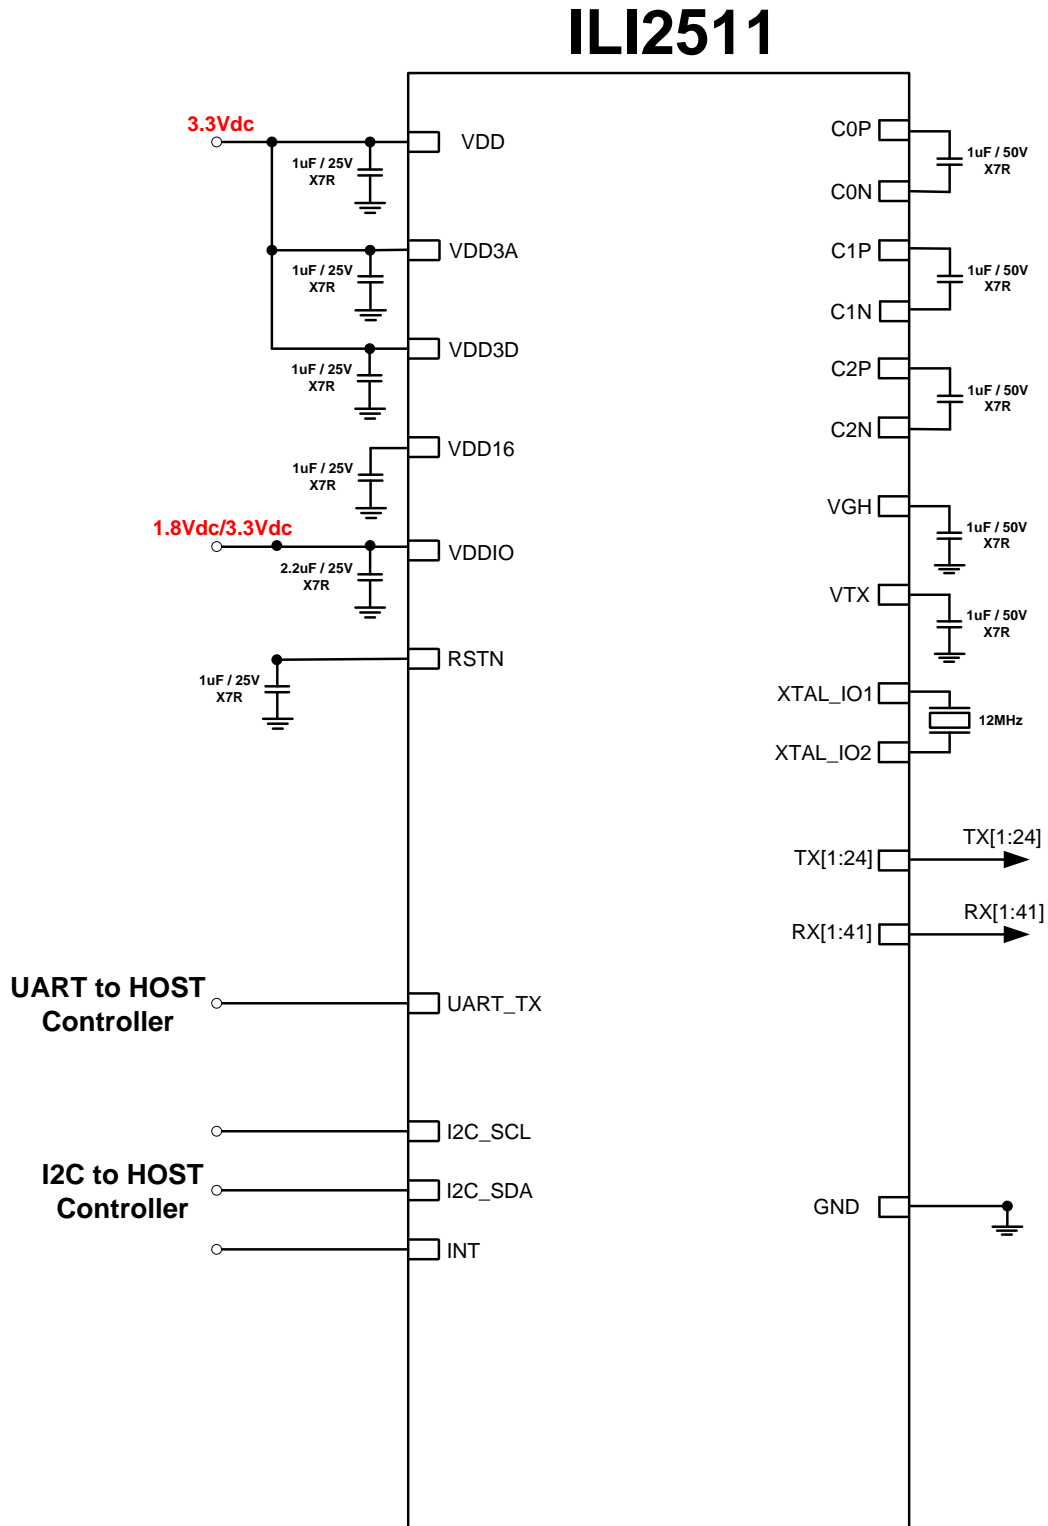 ILI2511
3.3Vdc
VDD
1uF / 25V
X7R
VDD3A
1uF / 25V
X7R
VDD3D
1uF / 25V
X7R
VDD16
1uF / 25V
X7R
1.8Vdc/3.3Vdc
VDDIO
2.2uF / 25V
X7R
RSTN
1uF / 25V
X7R
UART to HOST
Controller
UART_TX
I2C_SCL
I2C to HOST
Controller
I2C_SDA
INT
C0P
1uF / 50V
X7R
C0N
C1P
1uF / 50V
X7R
C1N
C2P
1uF / 50V
X7R
C2N
VGH
1uF / 50V
X7R
VTX
1uF / 50V
X7R
XTAL_IO1
12MHz
XTAL_IO2
TX[1:24]
TX[1:24]
RX[1:41]
RX[1:41]
GND